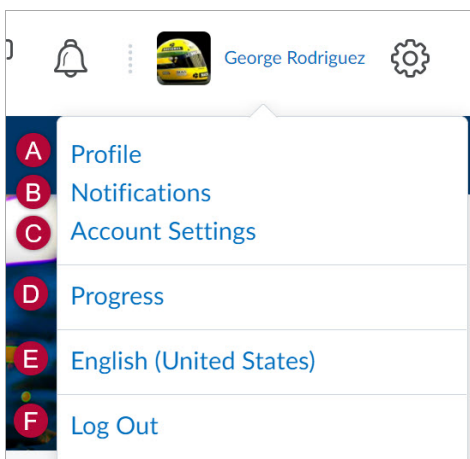 George Rodriguez
A Profile
B Notifications
C Account Settings
D Progress
E English (United States)
F Log Out